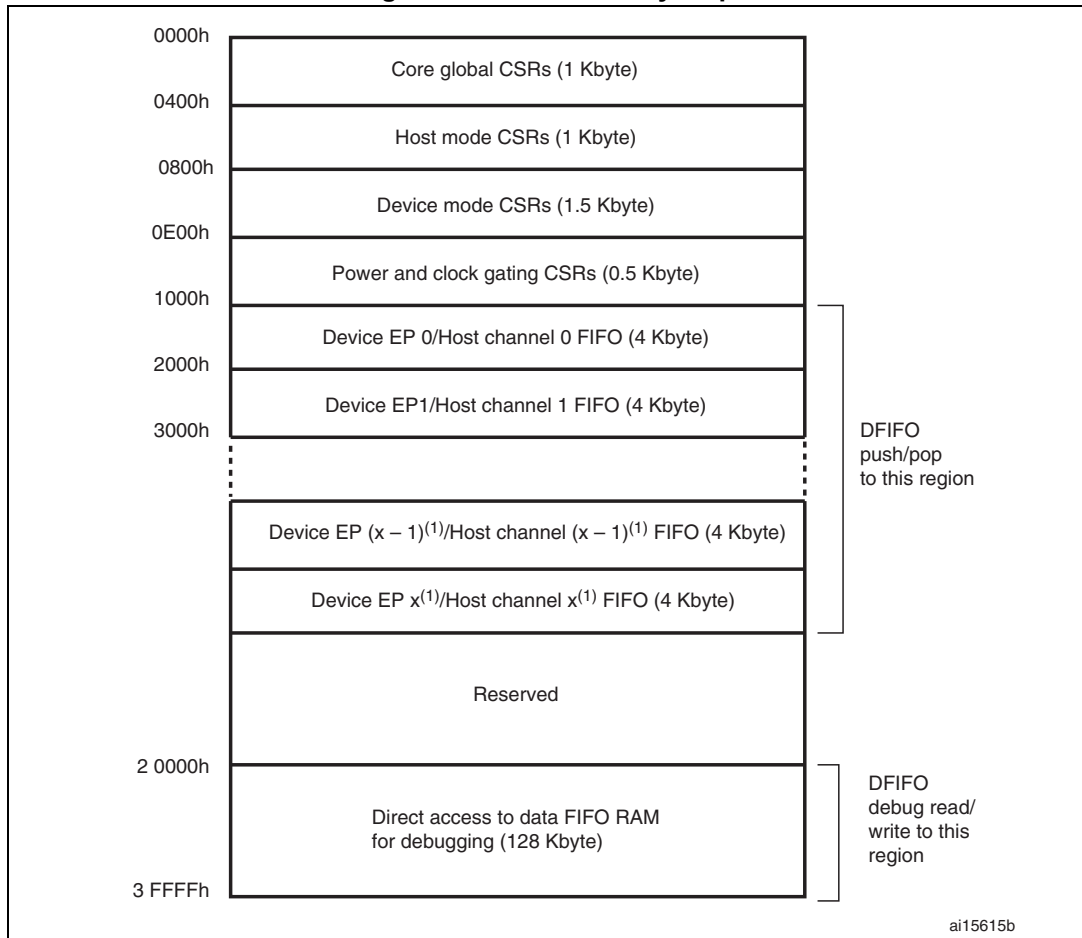 0000h
Core global CSRs (1 Kbyte)
0400h
Host mode CSRs (1 Kbyte)
0800h
Device mode CSRs (1.5 Kbyte)
0E00h
Power and clock gating CSRs (0.5 Kbyte)
1000h
Device EP 0/Host channel 0 FIFO (4 Kbyte)
2000h
Device EP1/Host channel 1 FIFO (4 Kbyte)
3000h
DFIFO
push/pop
to this region
Device EP (x – 1)(1)/Host channel (x – 1)(1) FIFO (4 Kbyte)
Device EP x(1)/Host channel x(1) FIFO (4 Kbyte)
Reserved
2 0000h
Direct access to data FIFO RAM
for debugging (128 Kbyte)
DFIFO
debug read/
write to this
region
3 FFFFh
ai15615b